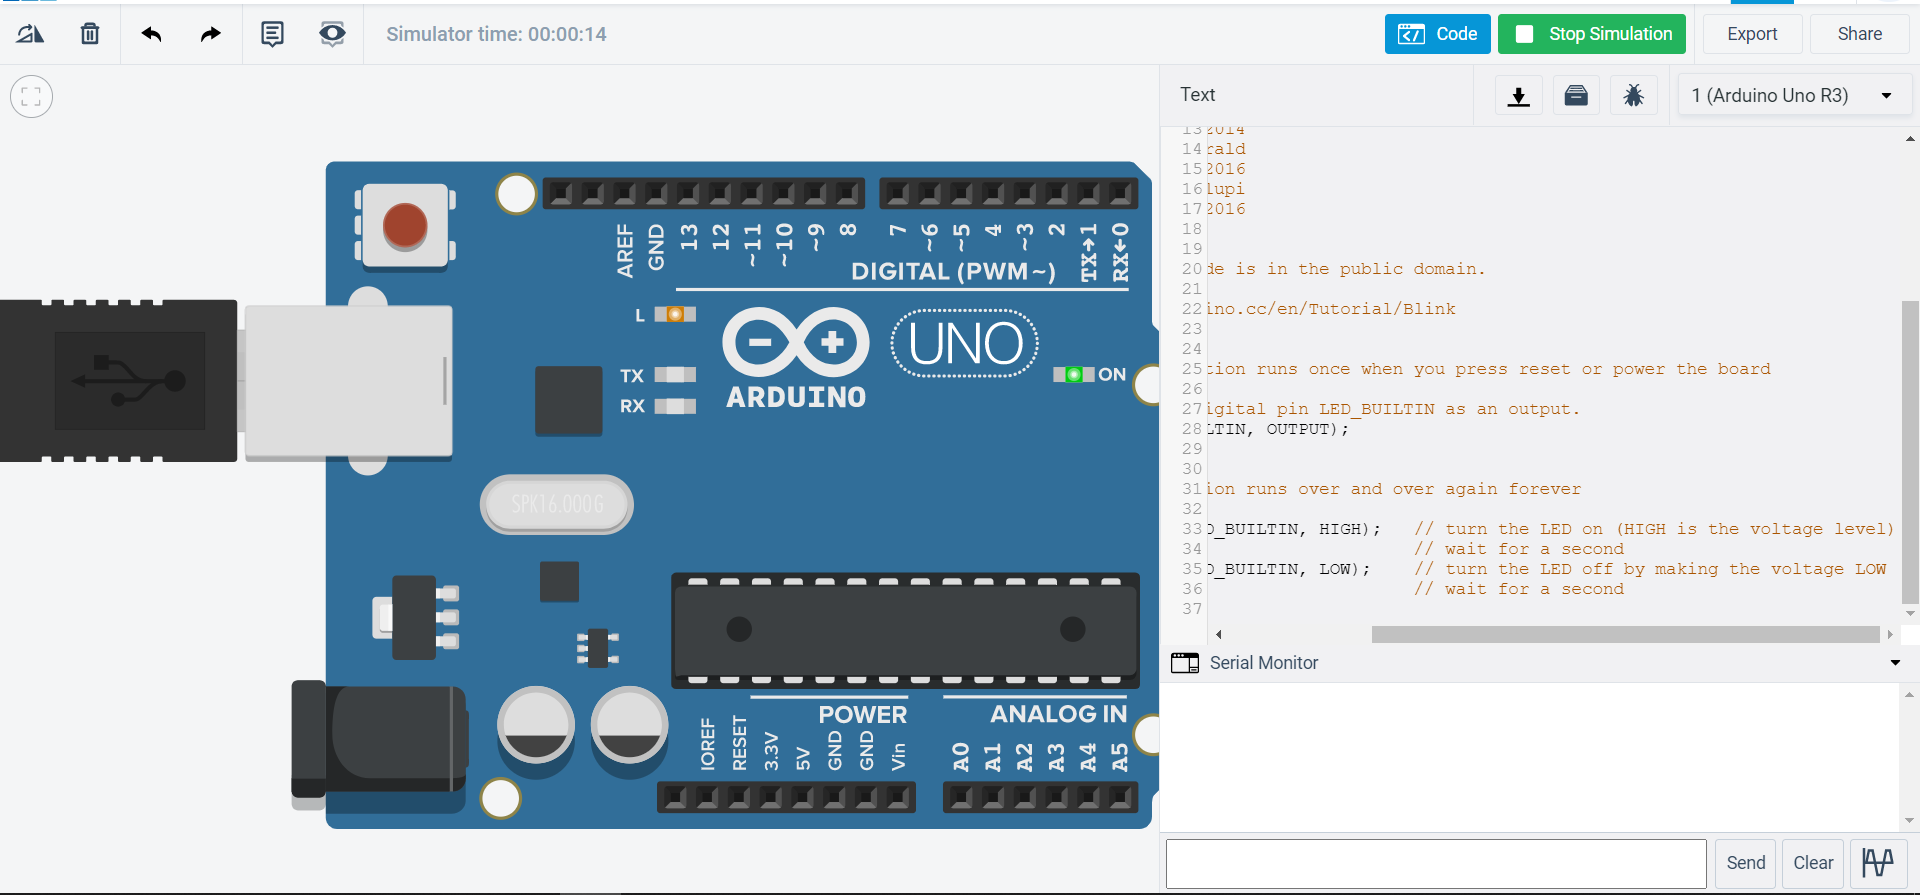 Simulator time: 00:00:14
Code
Stop Simulation
Export
Share
Text
1 (Arduino Uno R3)
13 2014
14 rald
15 2016
16 lupi
17 2016
18
19
20 de is in the public domain.
21
22 ino.cc/en/Tutorial/Blink
23
24
25 tion runs once when you press reset or power the board
26
27 igital pin LED_BUILTIN as an output.
28 LTIN, OUTPUT);
29
30
31 ion runs over and over again forever
32
33 D_BUILTIN, HIGH);   // turn the LED on (HIGH is the voltage level)
34 // wait for a second
35 D_BUILTIN, LOW);    // turn the LED off by making the voltage LOW
36 // wait for a second
37
Serial Monitor
Send
Clear
AREF
GND
13
12
~11
~10
~9
8
7
~6
~5
4
~3
2
TX→1
RX←0
DIGITAL (PWM~)
L
TX
RX
UNO
ARDUINO
ON
SPK16.000G
POWER
ANALOG IN
IOREF
RESET
3.3V
5V
GND
GND
Vin
A0
A1
A2
A3
A4
A5